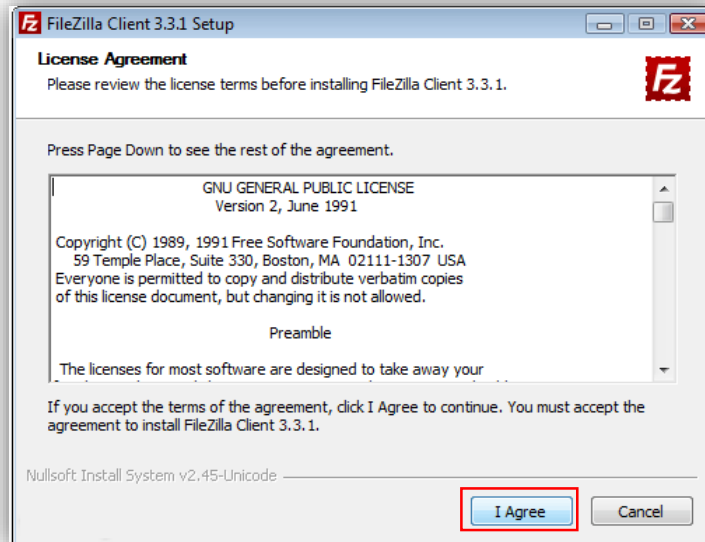 FileZilla Client 3.3.1 Setup
License Agreement
Please review the license terms before installing FileZilla Client 3.3.1.
Fz
Press Page Down to see the rest of the agreement.
GNU GENERAL PUBLIC LICENSE
Version 2, June 1991
Copyright (C) 1989, 1991 Free Software Foundation, Inc.
59 Temple Place, Suite 330, Boston, MA 02111-1307 USA
Everyone is permitted to copy and distribute verbatim copies
of this license document, but changing it is not allowed.
Preamble
The licenses for most software are designed to take away your
If you accept the terms of the agreement, click I Agree to continue. You must accept the
agreement to install FileZilla Client 3.3.1.
Nullsoft Install System v2.45-Unicode
I Agree
Cancel